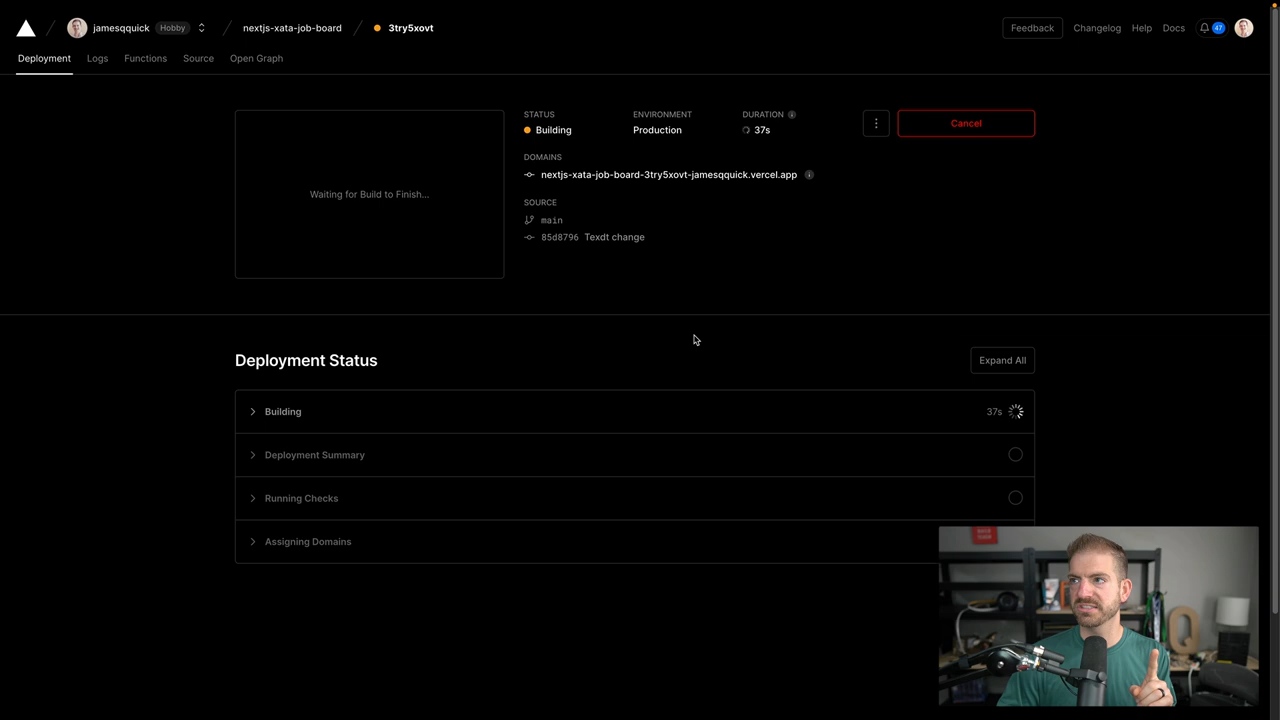 jamesqquick Hobby nextjs-xata-job-board 3try5xovt Feedback Changelog Help Docs 47
Deployment Logs Functions Source Open Graph
Waiting for Build to Finish...
STATUS ENVIRONMENT DURATION
Building Production 37s
Cancel
DOMAINS
nextjs-xata-job-board-3try5xovt-jamesqquick.vercel.app
SOURCE
main
85d8796 Texdt change
Deployment Status
Expand All
Building 37s
Deployment Summary
Running Checks
Assigning Domains